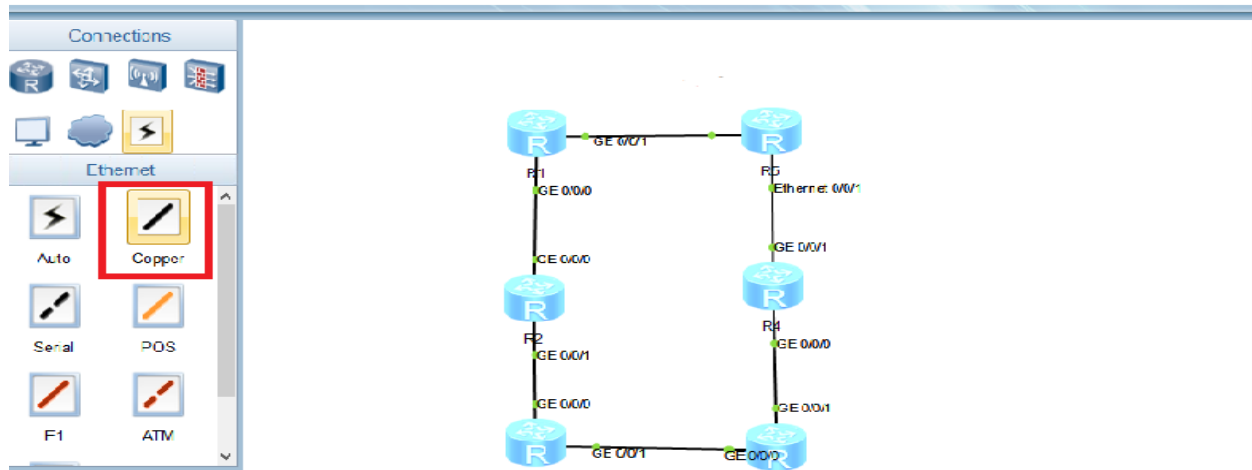 Connections
R
Ethernet
Auto
Copper
Serial
POS
ATM
R
GE 0/0/1
R
R1
R5
GE 0/0/0
Ethernet 0/0/1
GE 0/0/1
GE 0/0/0
R
R
R2
R4
GE 0/0/1
GE 0/0/0
GE 0/0/0
GE 0/0/1
R
GE 0/0/1
GE 0/0/0
R